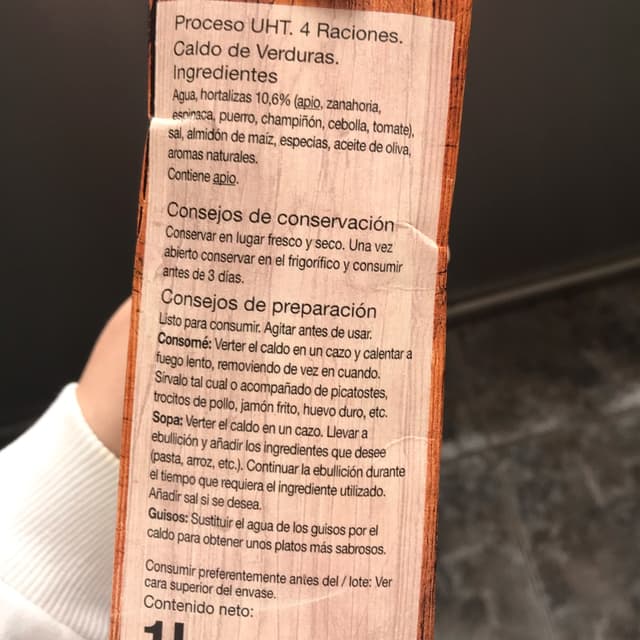 Proceso UHT. 4 Raciones.
Caldo de Verduras.
Ingredientes
Agua, hortalizas 10,6% (apio, zanahoria,
espinaca, puerro, champiñón, cebolla, tomate),
sal, almidón de maíz, especias, aceite de oliva,
aromas naturales.
Contiene apio.
Consejos de conservación
Conservar en lugar fresco y seco. Una vez
abierto conservar en el frigorífico y consumir
antes de 3 días.
Consejos de preparación
Listo para consumir. Agitar antes de usar.
Consomé: Verter el caldo en un cazo y calentar a
fuego lento, removiendo de vez en cuando.
Sírvalo tal cual o acompañado de picatostes,
trocitos de pollo, jamón frito, huevo duro, etc.
Sopa: Verter el caldo en un cazo. Llevar a
ebullición y añadir los ingredientes que desee
(pasta, arroz, etc.). Continuar la ebullición durante
el tiempo que requiera el ingrediente utilizado.
Añadir sal si se desea.
Guisos: Sustituir el agua de los guisos por el
caldo para obtener unos platos más sabrosos.
Consumir preferentemente antes del / lote: Ver
cara superior del envase.
Contenido neto:
1L